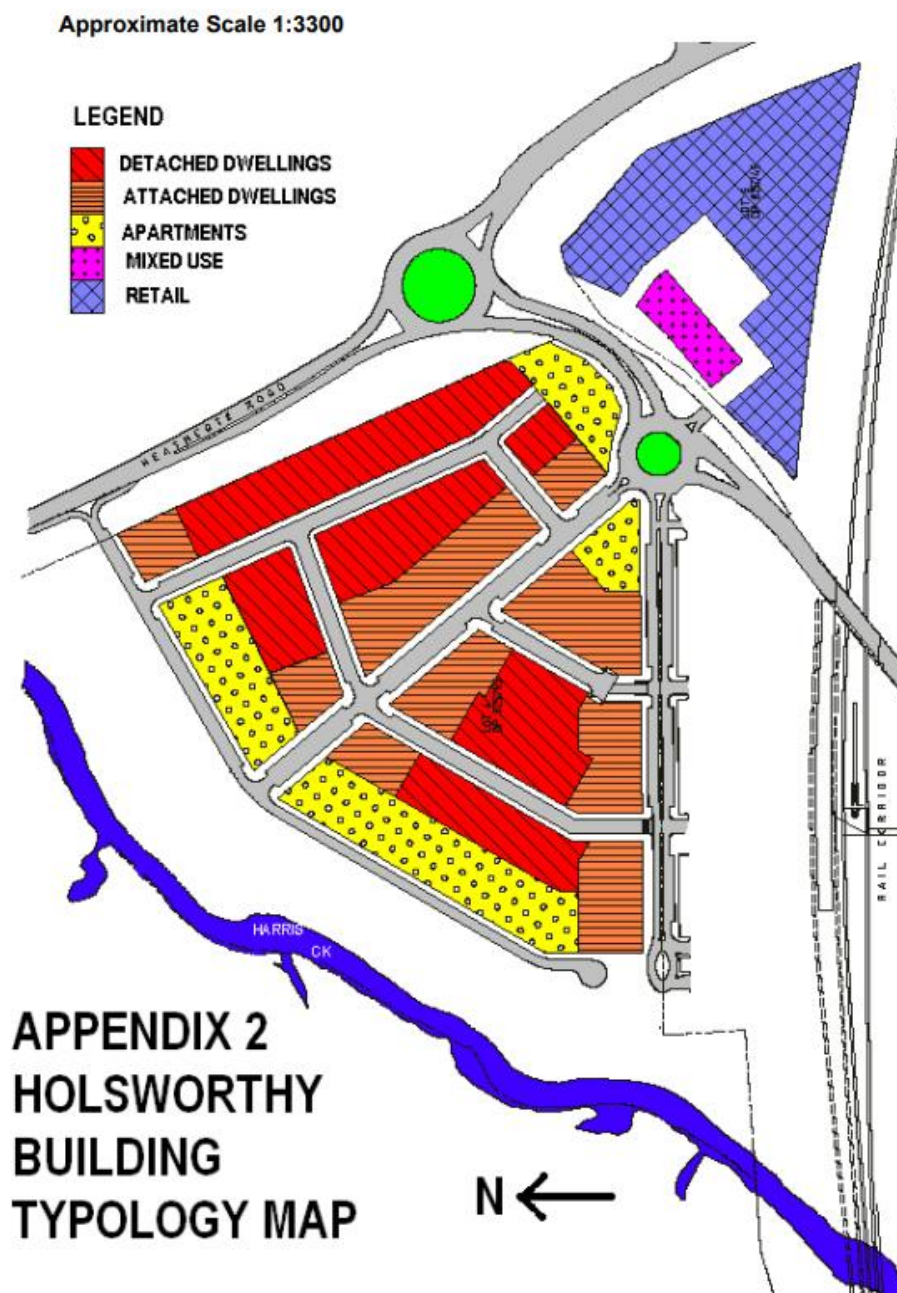 Approximate Scale 1:3300
LEGEND
DETACHED DWELLINGS
ATTACHED DWELLINGS
APARTMENTS
MIXED USE
RETAIL
HEATHCOTE ROAD
RAIL CORRIDOR
HARRIS
CK
APPENDIX 2
HOLSWORTHY
BUILDING
TYPOLOGY MAP
N